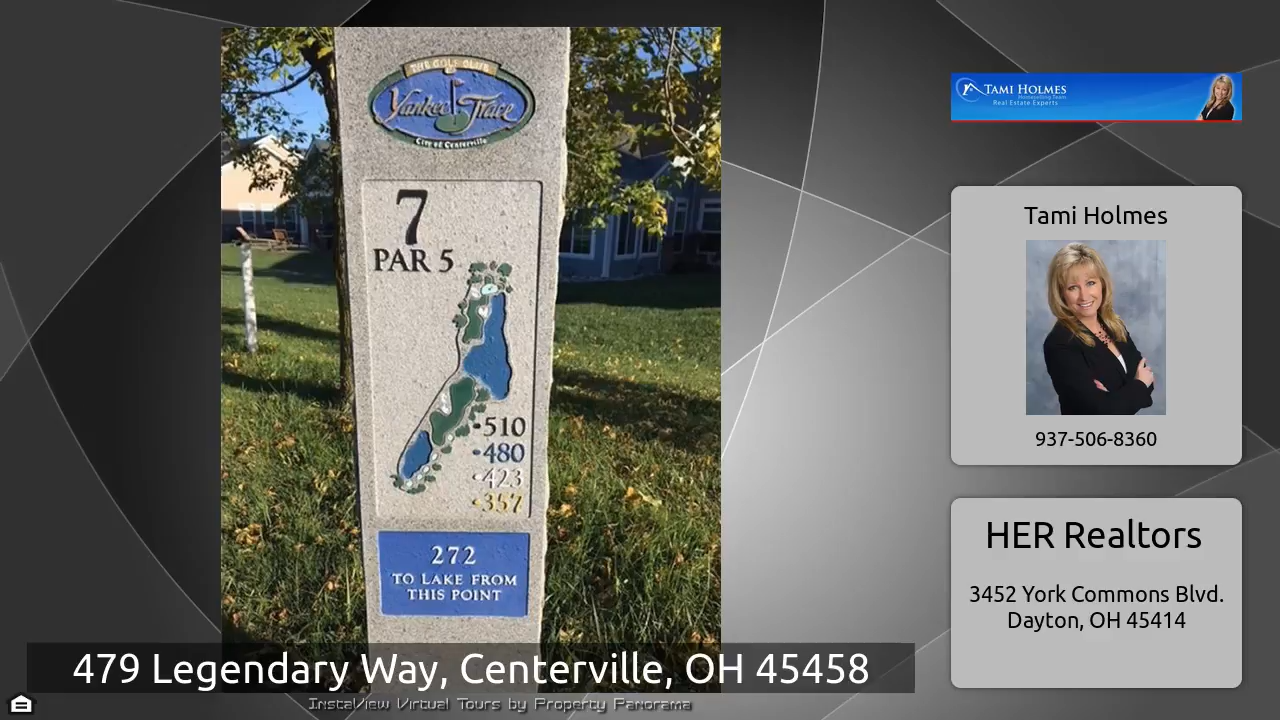 THE GOLF CLUB
Yankee Trace
City of Centerville
7
PAR 5
510
480
423
357
272
TO LAKE FROM
THIS POINT
479 Legendary Way, Centerville, OH 45458
InstaView Virtual Tours by Property Panorama
TAMI HOLMES
Homeselling Team
Real Estate Experts
Tami Holmes
937-506-8360
HER Realtors
3452 York Commons Blvd.
Dayton, OH 45414